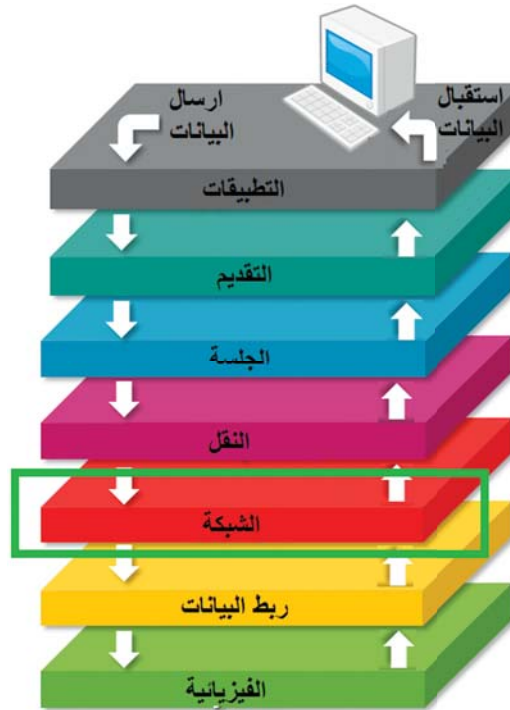 ارسال
البيانات
استقبال
البيانات
التطبيقات
التقديم
الجلسة
النقل
الشبكة
ربط البيانات
الفيزيائية